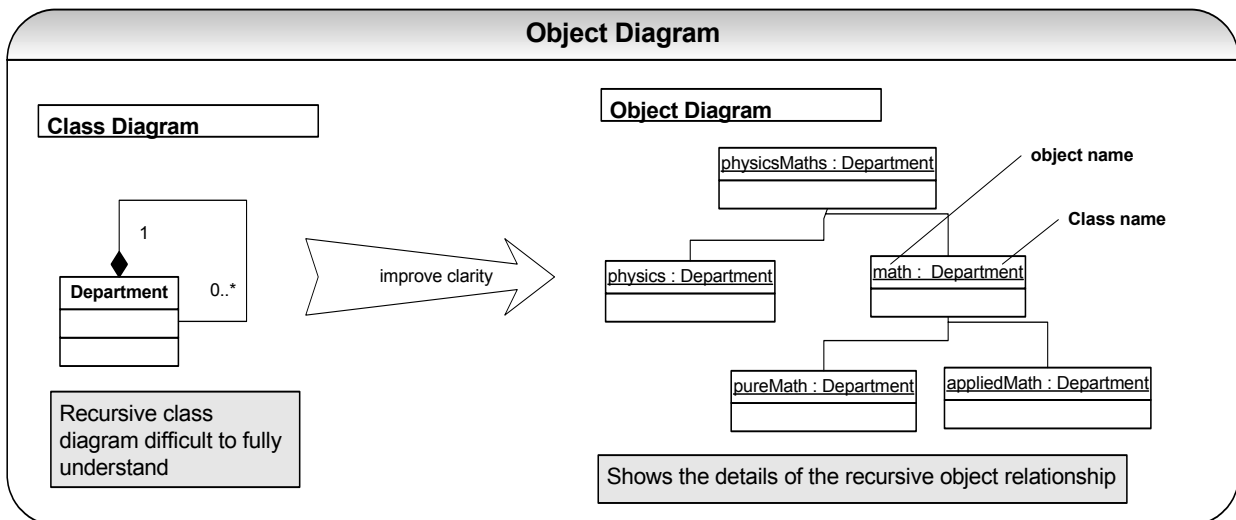 Object Diagram
Class Diagram
1
Department
0..*
Recursive class
diagram difficult to fully
understand
improve clarity
Object Diagram
physicsMaths : Department
object name
Class name
physics : Department
math :  Department
pureMath : Department
appliedMath : Department
Shows the details of the recursive object relationship